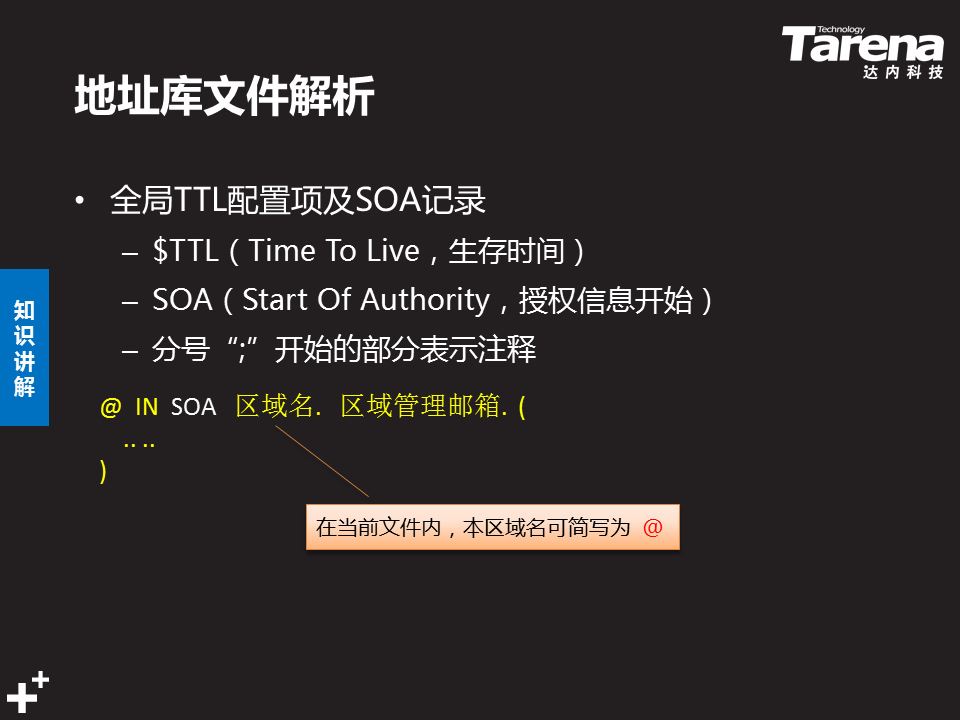 Technology
Tarena
达内科技
地址库文件解析
• 全局TTL配置项及SOA记录
– $TTL（Time To Live，生存时间）
– SOA（Start Of Authority，授权信息开始）
– 分号“;”开始的部分表示注释
知
识
讲
解
@ IN SOA 区域名. 区域管理邮箱. (
.. ..
)
在当前文件内，本区域名可简写为 @